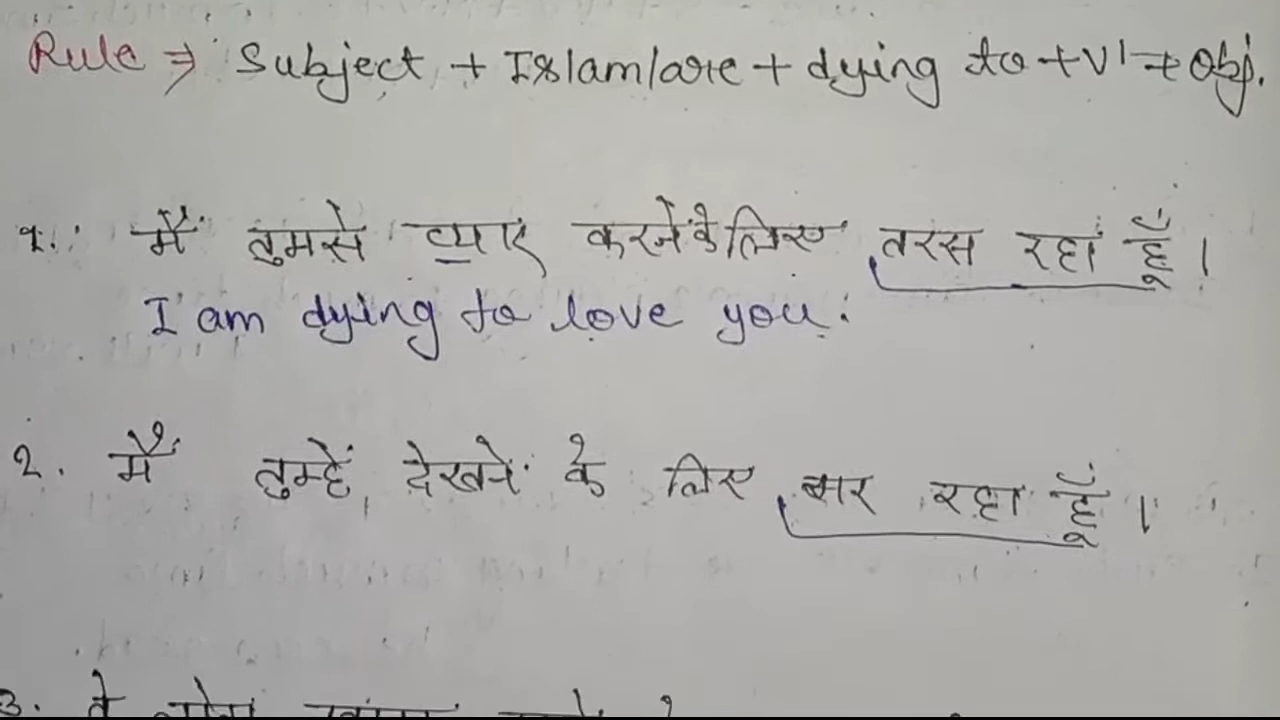 Rule ⇒ Subject + Is/am/are + dying to + V1 + Obj.
1. मैं तुमसे प्यार करने के लिए तरस रहा हूँ।
I am dying to love you.
2. मैं तुम्हें देखने के लिए मर रहा हूँ।
3. वे लोग